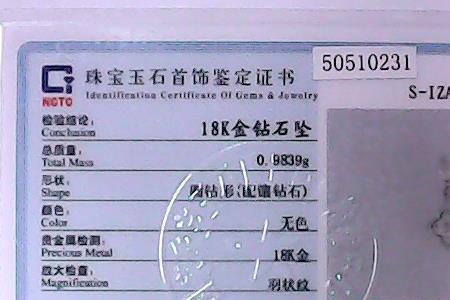 50510231
珠宝玉石首饰鉴定证书
Identification Certificate Of Gems & Jewelry
NGTC
S-IZA
检验结论:
Conclusion
18K金钻石坠
总质量:
Total Mass
0.9839g
形状:
Shape
圆钻形(配镶钻石)
颜色:
Color
无色
贵金属检测:
Precious Metal
18K金
放大检查:
Magnification
羽状纹